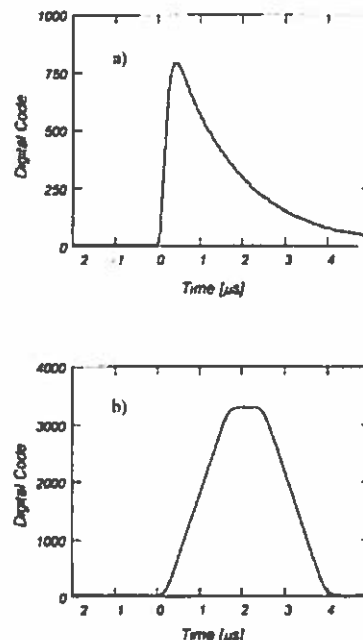 1000
a)
750
Digital Code
500
250
0
2 1 0 1 2 3 4
Time [μs]
4000
b)
3000
Digital Code
2000
1000
0
2 1 0 1 2 3 4
Time [μs]